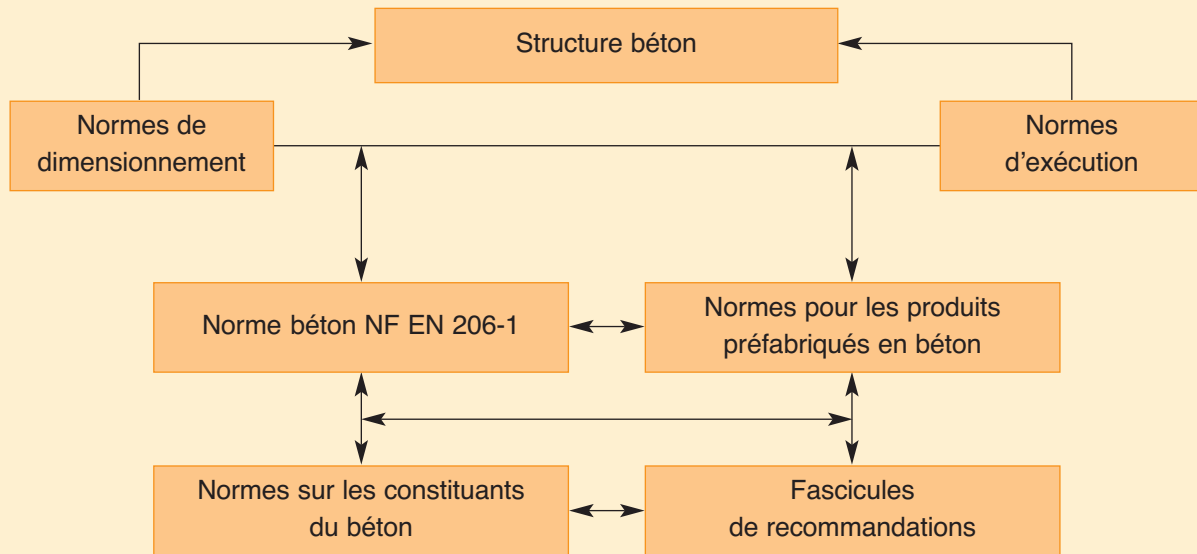 Structure béton
Normes de
dimensionnement
Normes
d'exécution
Norme béton NF EN 206-1
Normes pour les produits
préfabriqués en béton
Normes sur les constituants
du béton
Fascicules
de recommandations